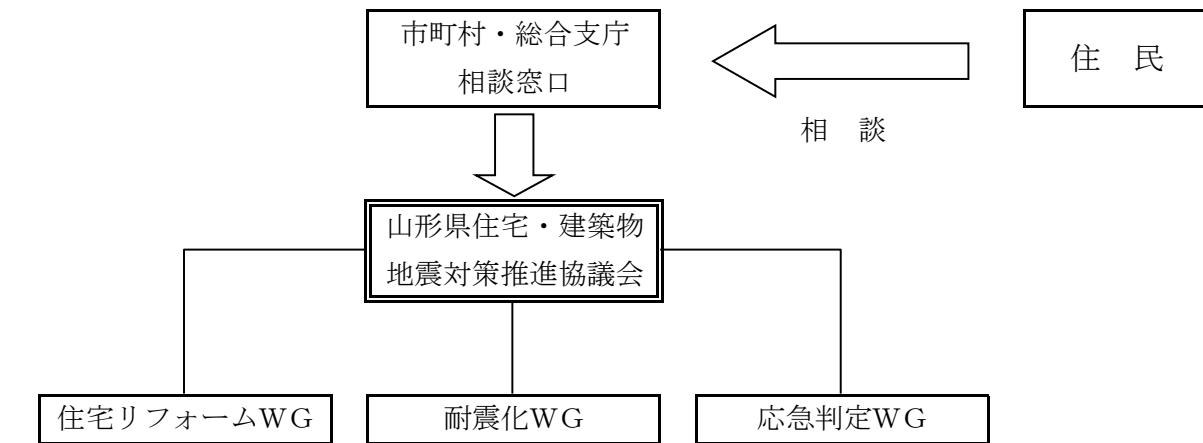 市町村・総合支庁
相談窓口
住　民
相　談
山形県住宅・建築物
地震対策推進協議会
住宅リフォームＷＧ
耐震化ＷＧ
応急判定ＷＧ